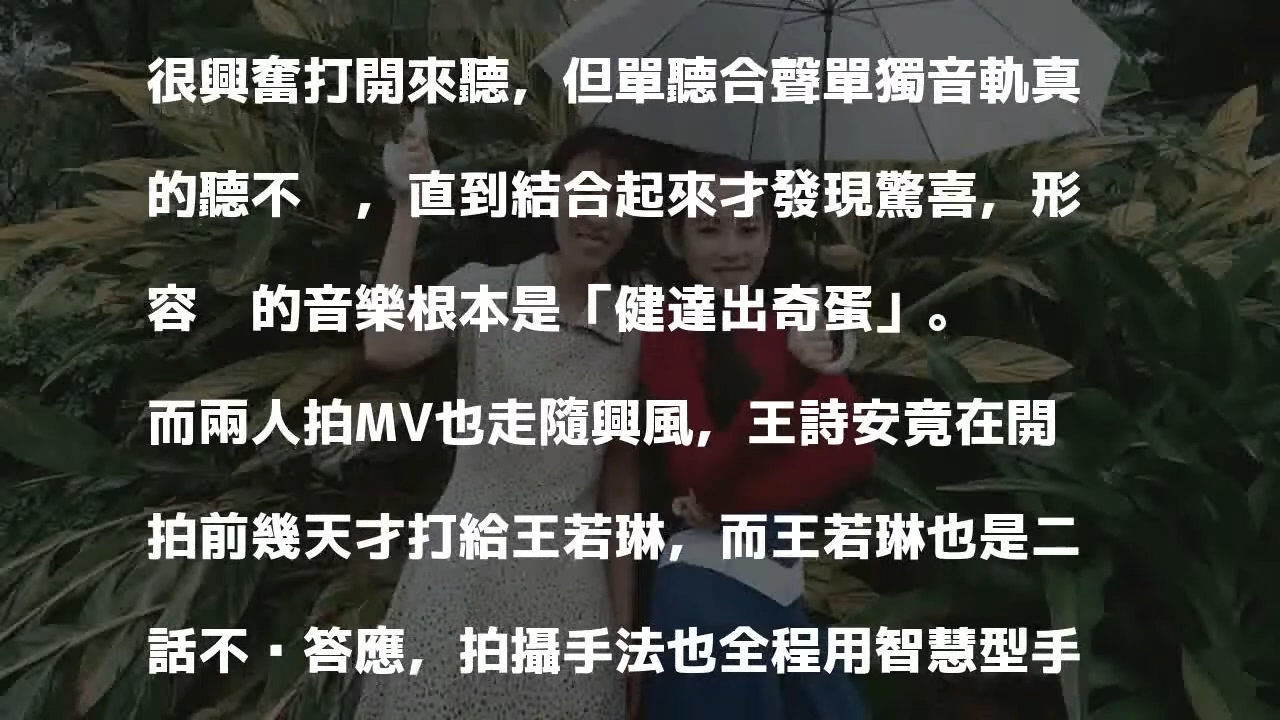 很興奮打開來聽，但單聽合聲單獨音軌真
的聽不　，直到結合起來才發現驚喜，形
容　的音樂根本是「健達出奇蛋」。
而兩人拍MV也走隨興風，王詩安竟在開
拍前幾天才打給王若琳，而王若琳也是二
話不·答應，拍攝手法也全程用智慧型手